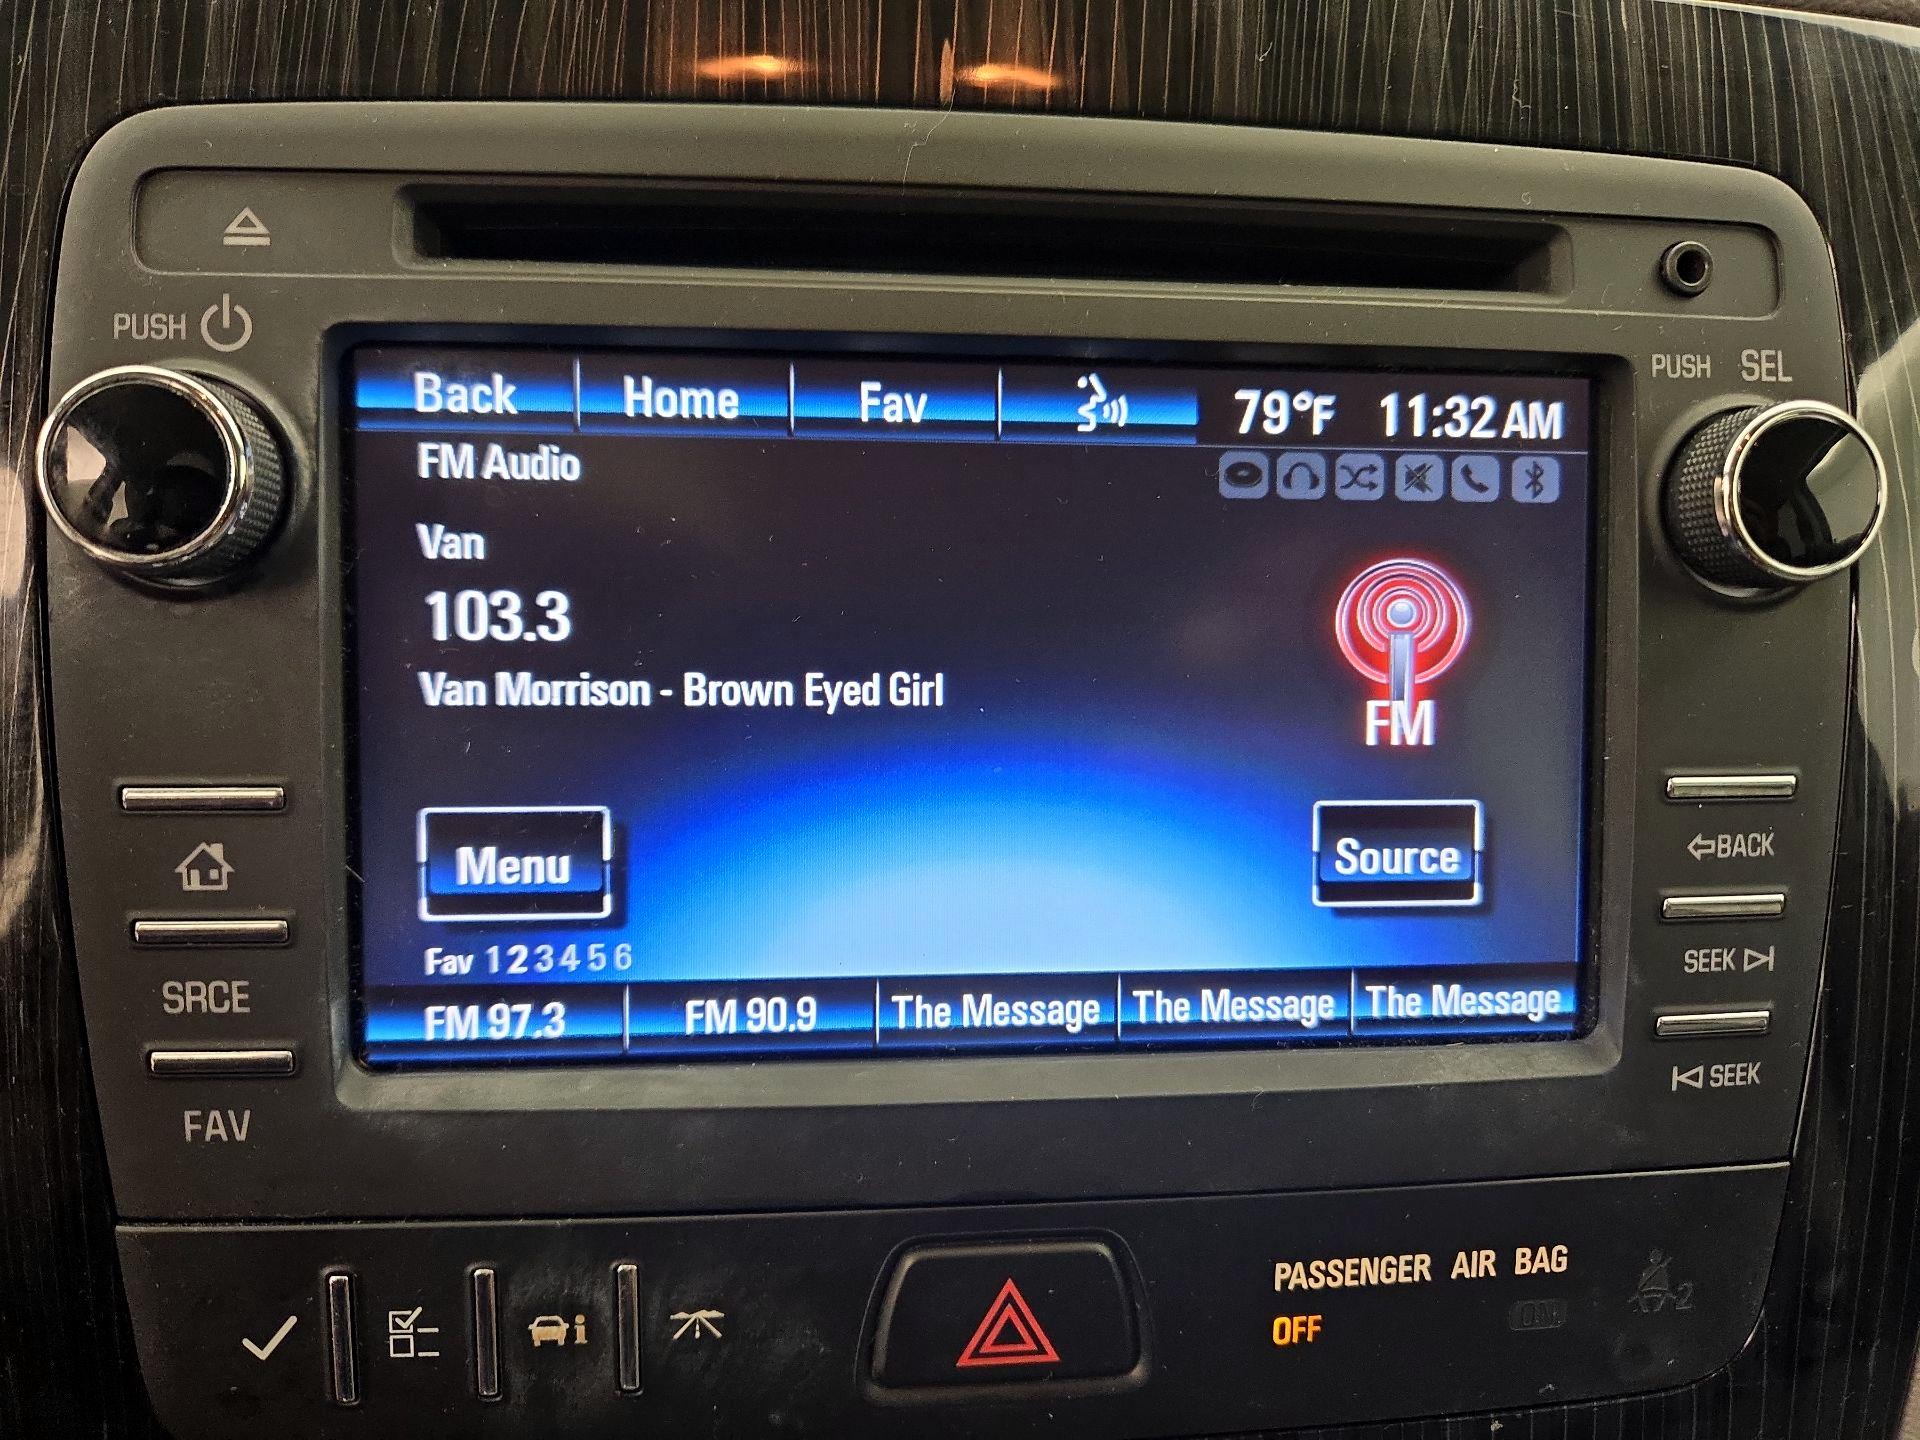 PUSH
PUSH SEL
Back Home Fav 79°F 11:32 AM
FM Audio
Van
103.3
Van Morrison - Brown Eyed Girl
FM
Menu Source
Fav 1 2 3 4 5 6
FM 97.3 FM 90.9 The Message The Message The Message
SRCE
FAV
BACK
SEEK
SEEK
PASSENGER AIR BAG
OFF ON
2
i